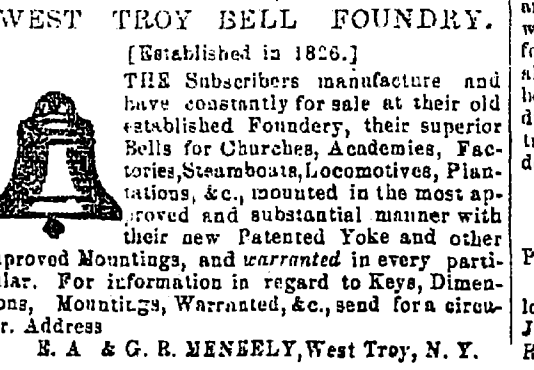 WEST TROY BELL FOUNDRY.
[Established in 1826.]
THE Subscribers manufacture and
have constantly for sale at their old
established Foundery, their superior
Bells for Churches, Academies, Fac-
tories, Steamboats, Locomotives, Plan-
tations, &c., mounted in the most ap-
proved and substantial manner with
their new Patented Yoke and other
proved Mountings, and warranted in every parti-
lar. For information in regard to Keys, Dimen-
ons, Mountings, Warranted, &c., send for a circu-
r. Address
E. A & G. R. MENEELY, West Troy, N. Y.